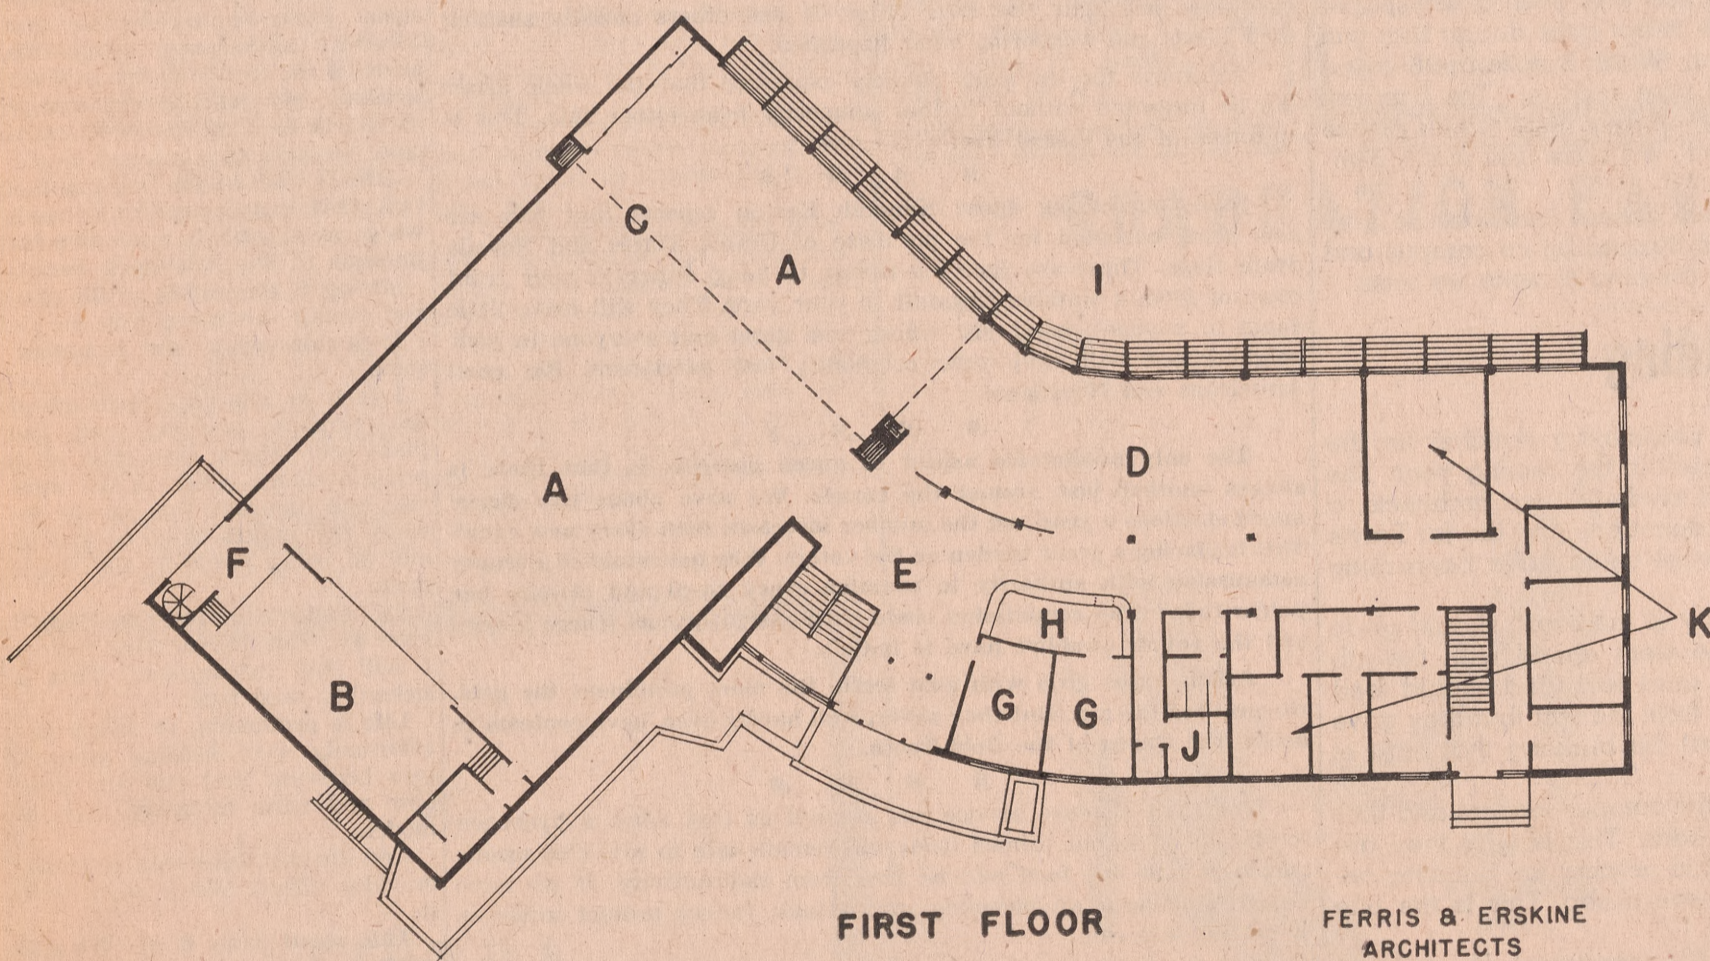 C
A
I
D
A
F
E
H
K
B
G
G
J
FIRST FLOOR
FERRIS & ERSKINE
ARCHITECTS